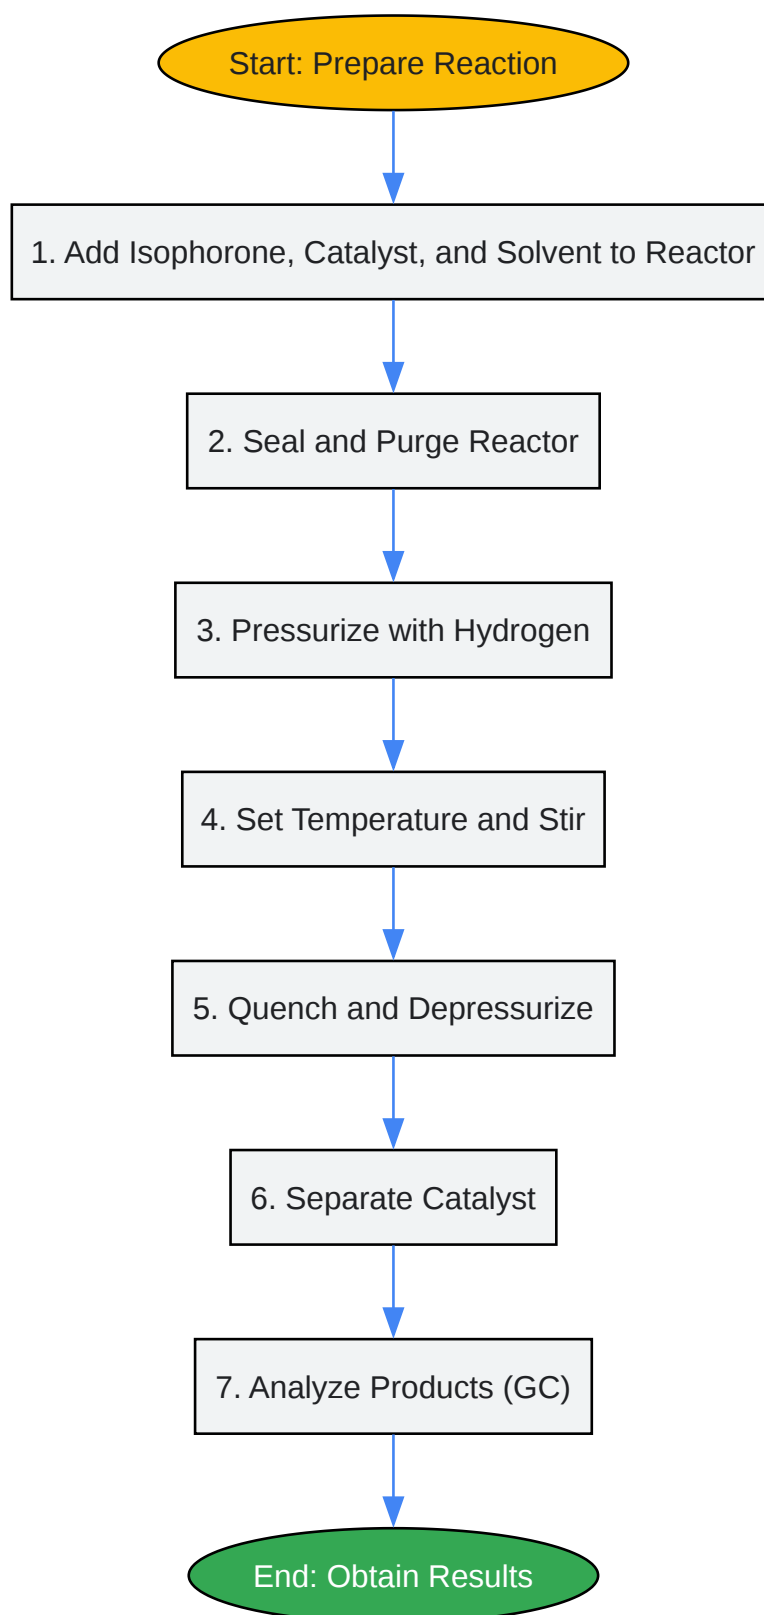 Start: Prepare Reaction
1. Add Isophorone, Catalyst, and Solvent to Reactor
2. Seal and Purge Reactor
3. Pressurize with Hydrogen
4. Set Temperature and Stir
5. Quench and Depressurize
6. Separate Catalyst
7. Analyze Products (GC)
End: Obtain Results